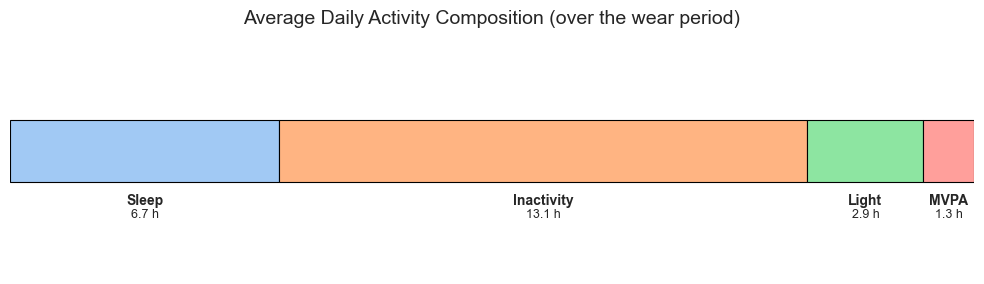 Average Daily Activity Composition (over the wear period)
Sleep
6.7 h
Inactivity
13.1 h
Light
2.9 h
MVPA
1.3 h